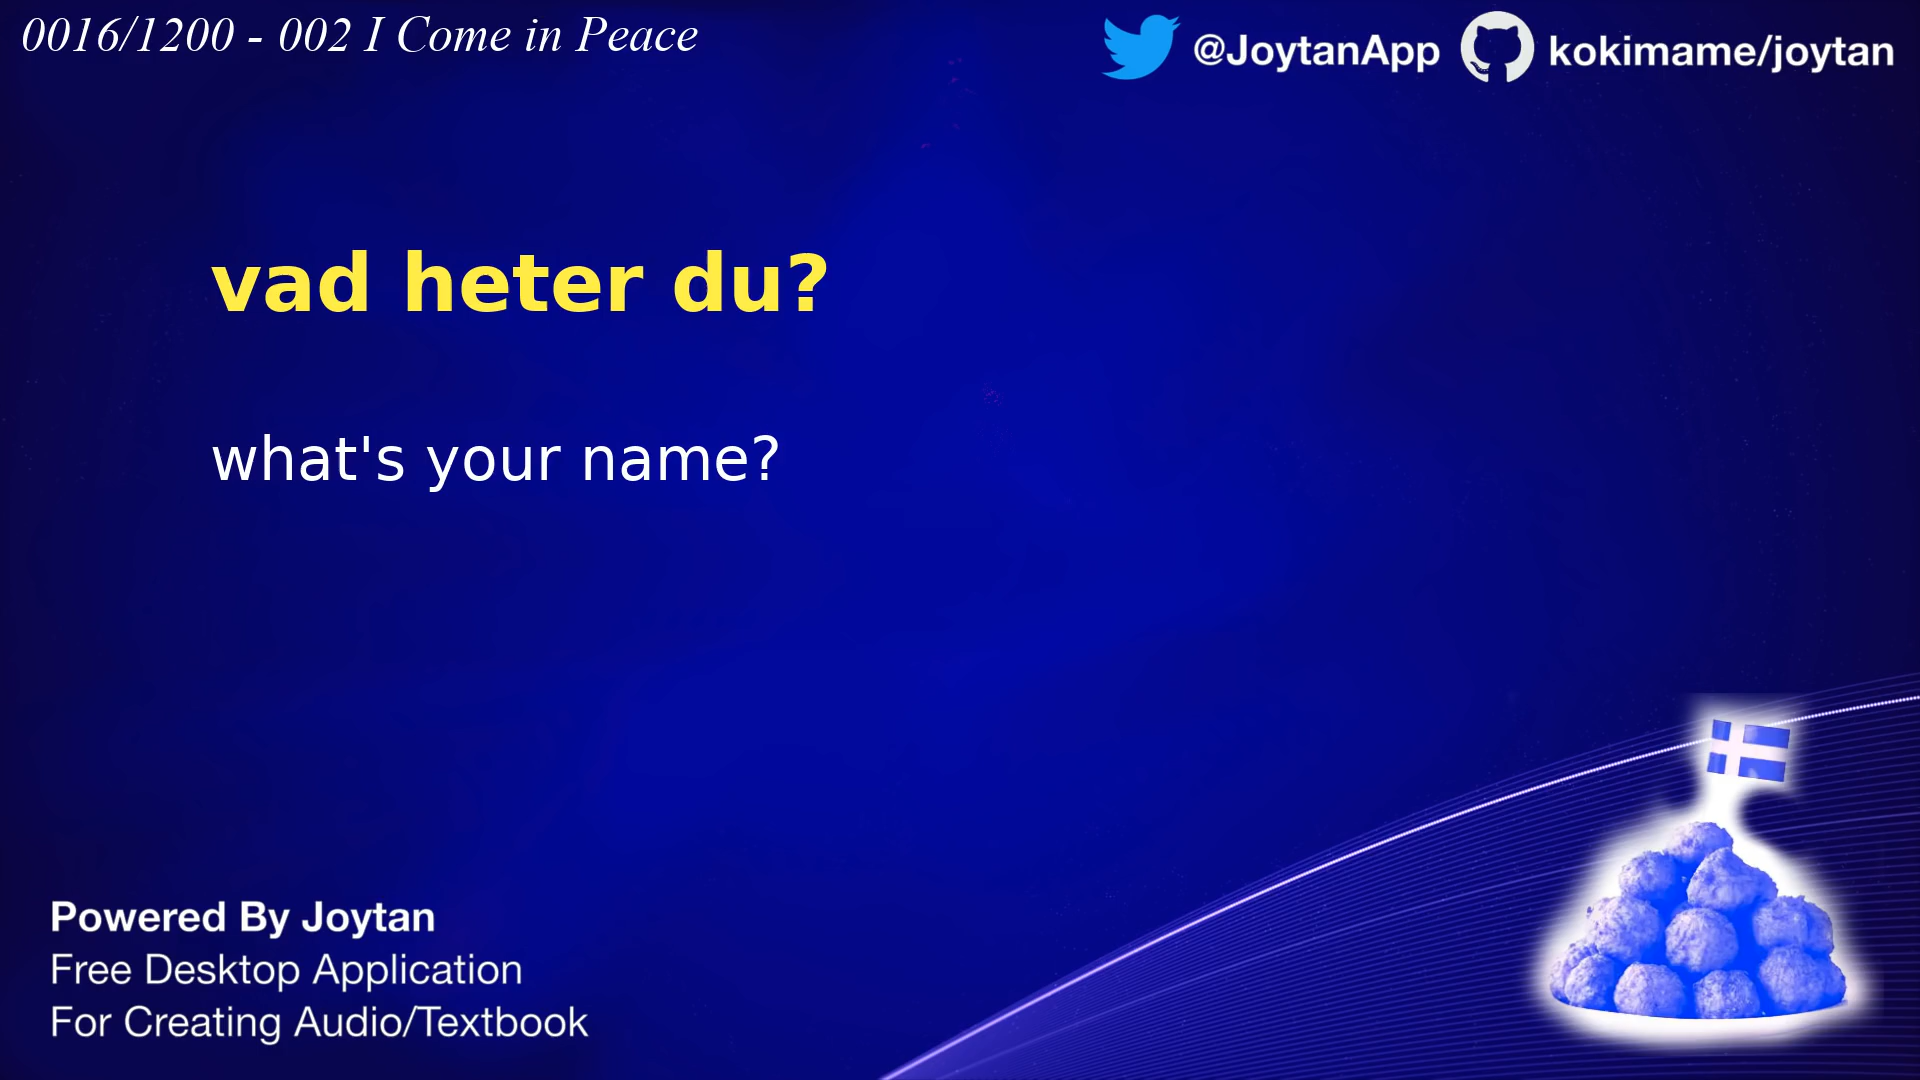 0016/1200 - 002 I Come in Peace
@JoytanApp
kokimame/joytan
vad heter du?
what's your name?
Powered By Joytan
Free Desktop Application
For Creating Audio/Textbook